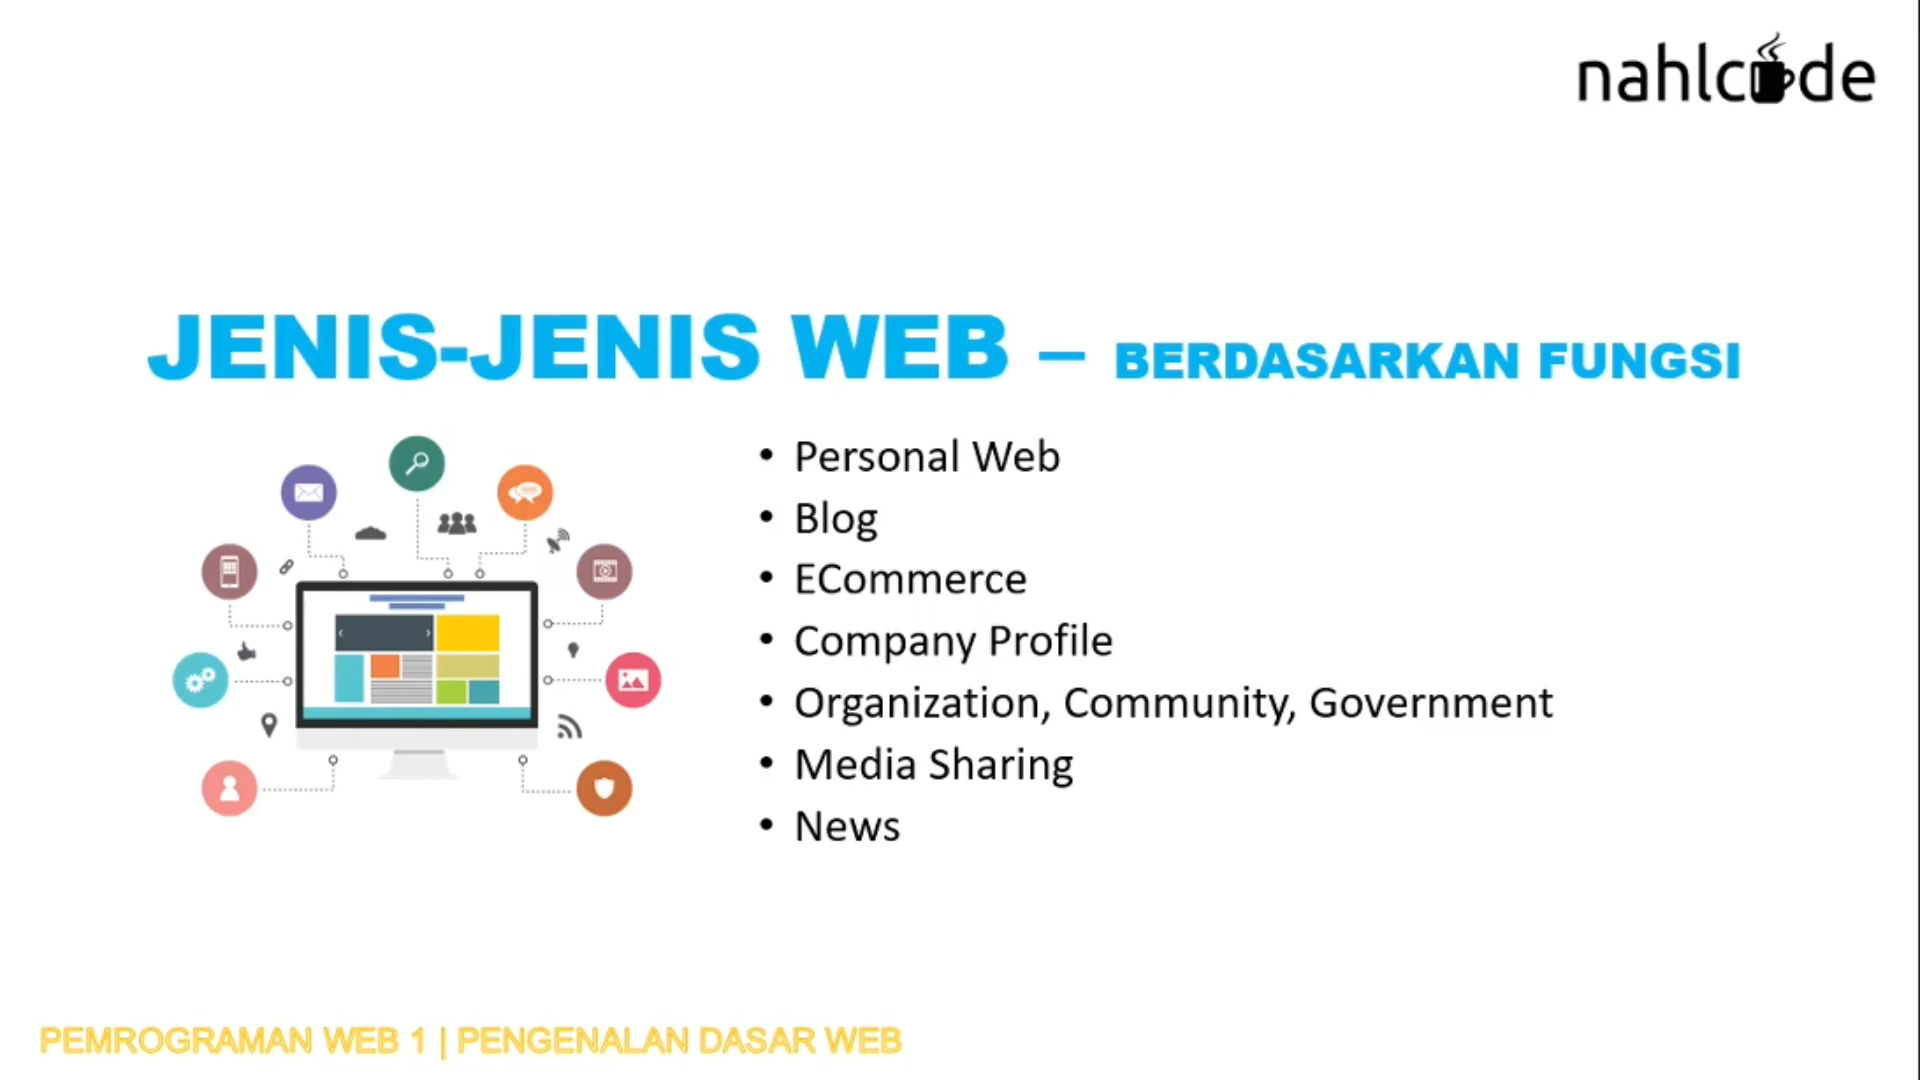 nahlcode
JENIS-JENIS WEB – BERDASARKAN FUNGSI
• Personal Web
• Blog
• ECommerce
• Company Profile
• Organization, Community, Government
• Media Sharing
• News
PEMROGRAMAN WEB 1 | PENGENALAN DASAR WEB